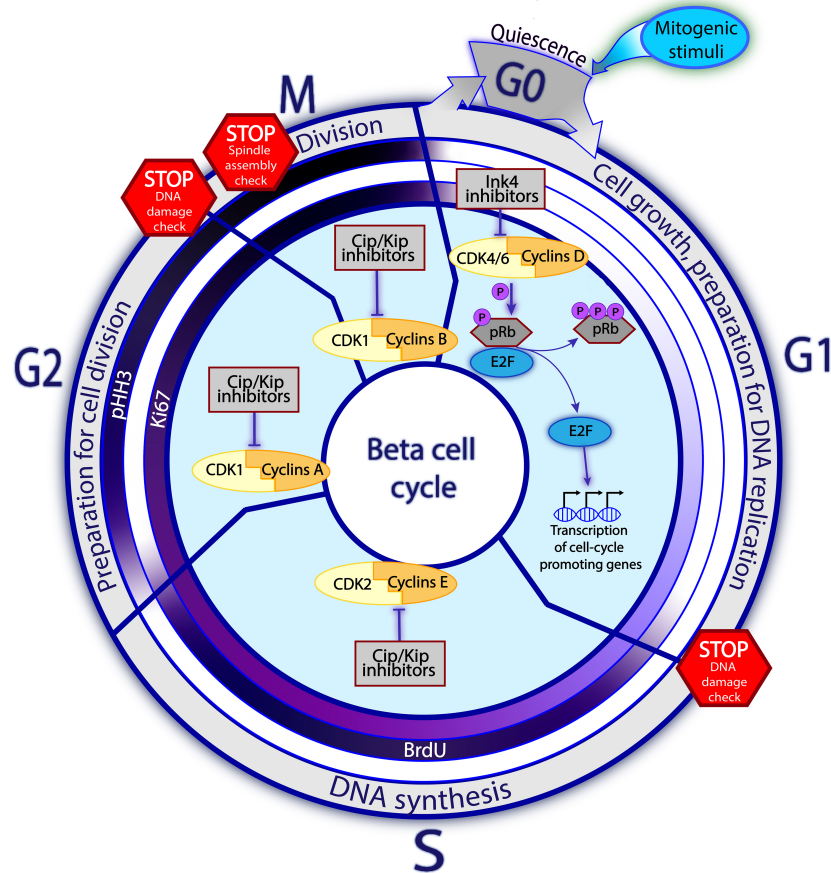 Quiescence
G0
Mitogenic
stimuli
M
Division
STOP
Spindle
assembly
check
STOP
DNA
damage
check
Cell growth, preparation for DNA replication
G1
Ink4
inhibitors
CDK4/6
Cyclins D
P
P
pRb
E2F
P
P
P
pRb
E2F
Transcription
of cell-cycle
promoting genes
Cip/Kip
inhibitors
CDK1
Cyclins B
G2
Preparation for cell division
pHH3
Ki67
Cip/Kip
inhibitors
CDK1
Cyclins A
Beta cell
cycle
CDK2
Cyclins E
Cip/Kip
inhibitors
STOP
DNA
damage
check
BrdU
DNA synthesis
S